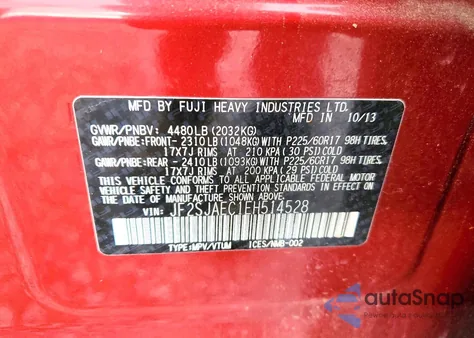 MFD BY FUJI HEAVY INDUSTRIES LTD.
MADE IN 10/13
GVWR/PNBV: 4480LB(2032KG)
GAWR/PNBE:FRONT- 2310LB(1048KG)WITH P225/60R17 98H TIRES,
17X7J RIMS AT 210 KPA(30 PSI)COLD
GAWR/PNBE:REAR -2410LB(1093KG)WITH P225/60R17 98H TIRES,
17X7J RIMS AT 200 KPA(29 PSI)COLD
THIS VEHICLE CONFORMS TO ALL APPLICABLE
FEDERAL MOTOR VEHICLE SAFETY, BUMPER,
AND THEFT PREVENTION STANDARDS IN EFFECT
ON THE DATE OF MANUFACTURE SHOWN ABOVE.
VIN: JF2SJAEC1EH514528
TYPE:MPV/VTUM ICES/NMB-002
autaSnap